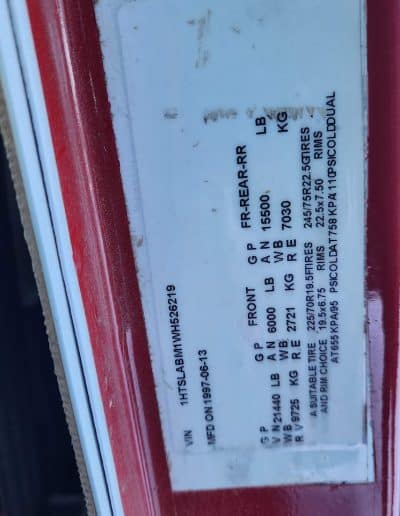 VIN 1HTSLABM1WH526219
MFD ON 1997-06-13
G P G P FRONT G P FR-REAR-RR
V N 21440 LB A N 6000 LB A N 15500 LB
W B W B W B
R V 9725 KG R E 2721 KG R E 7030 KG
A SUITABLE TIRE 225/70R19.5FTIRES 245/75R22.5GTIRES
AND RIM CHOICE 19.5x6.75 RIMS 22.5x7.50 RIMS
AT655 KPA/95 PSICOLDAT758 KPA/110PSICOLDDUAL